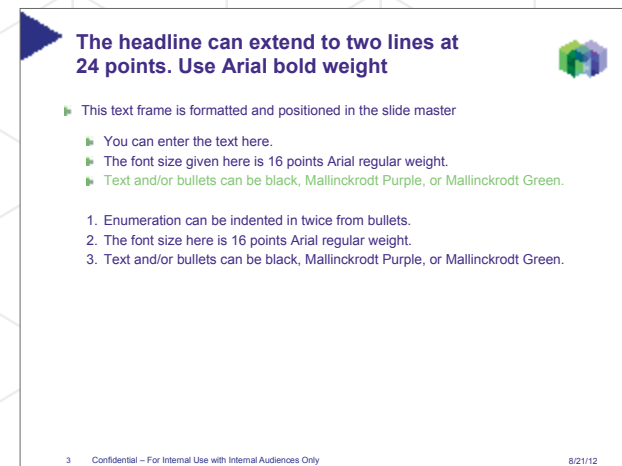 The headline can extend to two lines at
24 points. Use Arial bold weight
This text frame is formatted and positioned in the slide master
You can enter the text here.
The font size given here is 16 points Arial regular weight.
Text and/or bullets can be black, Mallinckrodt Purple, or Mallinckrodt Green.
1. Enumeration can be indented in twice from bullets.
2. The font size here is 16 points Arial regular weight.
3. Text and/or bullets can be black, Mallinckrodt Purple, or Mallinckrodt Green.
3 Confidential – For Internal Use with Internal Audiences Only 8/21/12